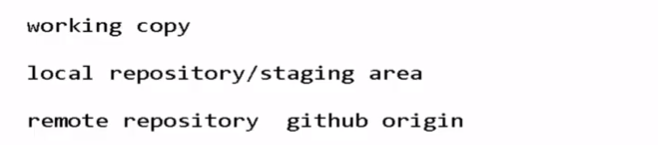 working copy
local repository/staging area
remote repository  github origin